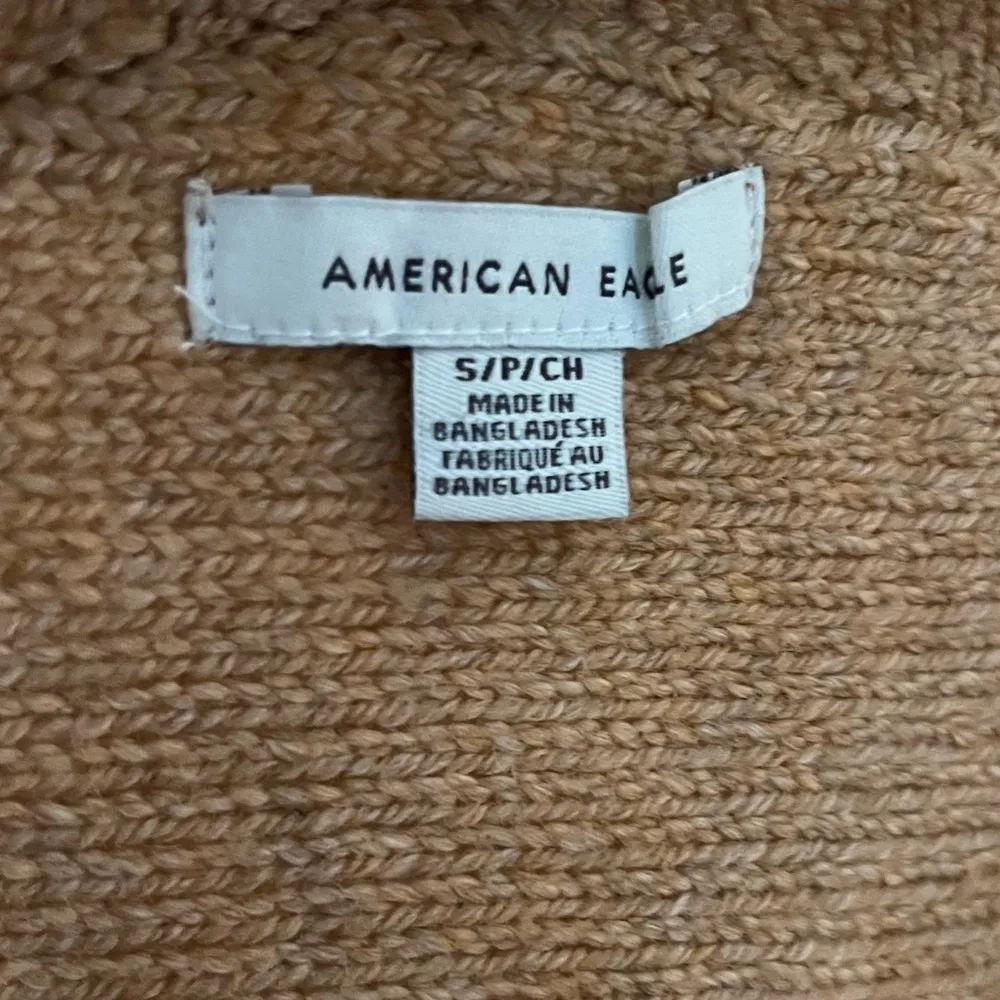 AMERICAN EAGLE
S/P/CH
MADE IN
BANGLADESH
FABRIQUÉ AU
BANGLADESH